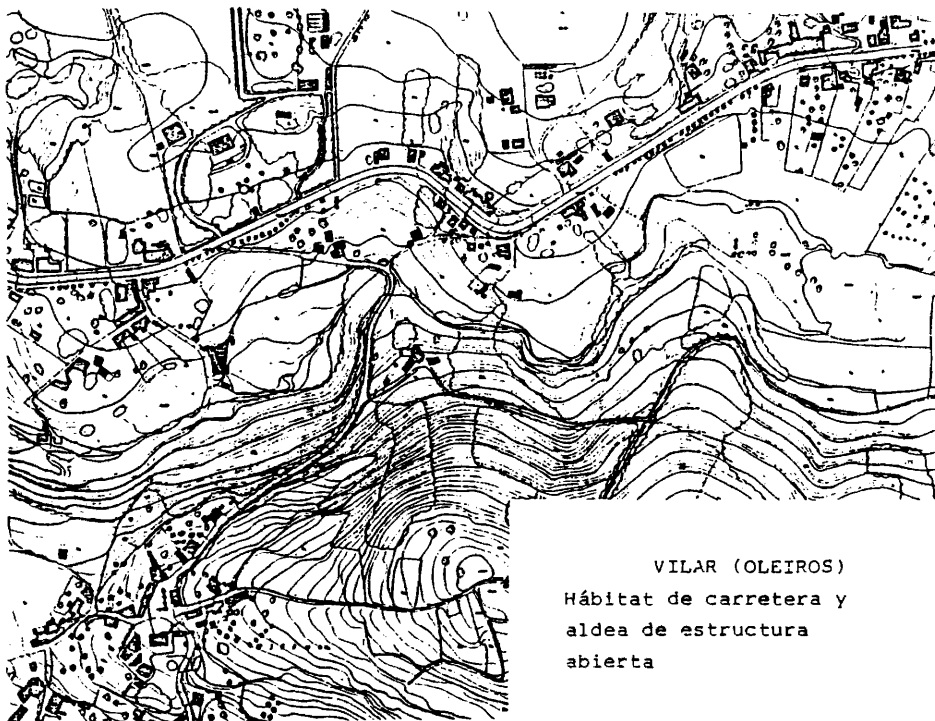 VILAR (OLEIROS)
Hábitat de carretera y
aldea de estructura
abierta